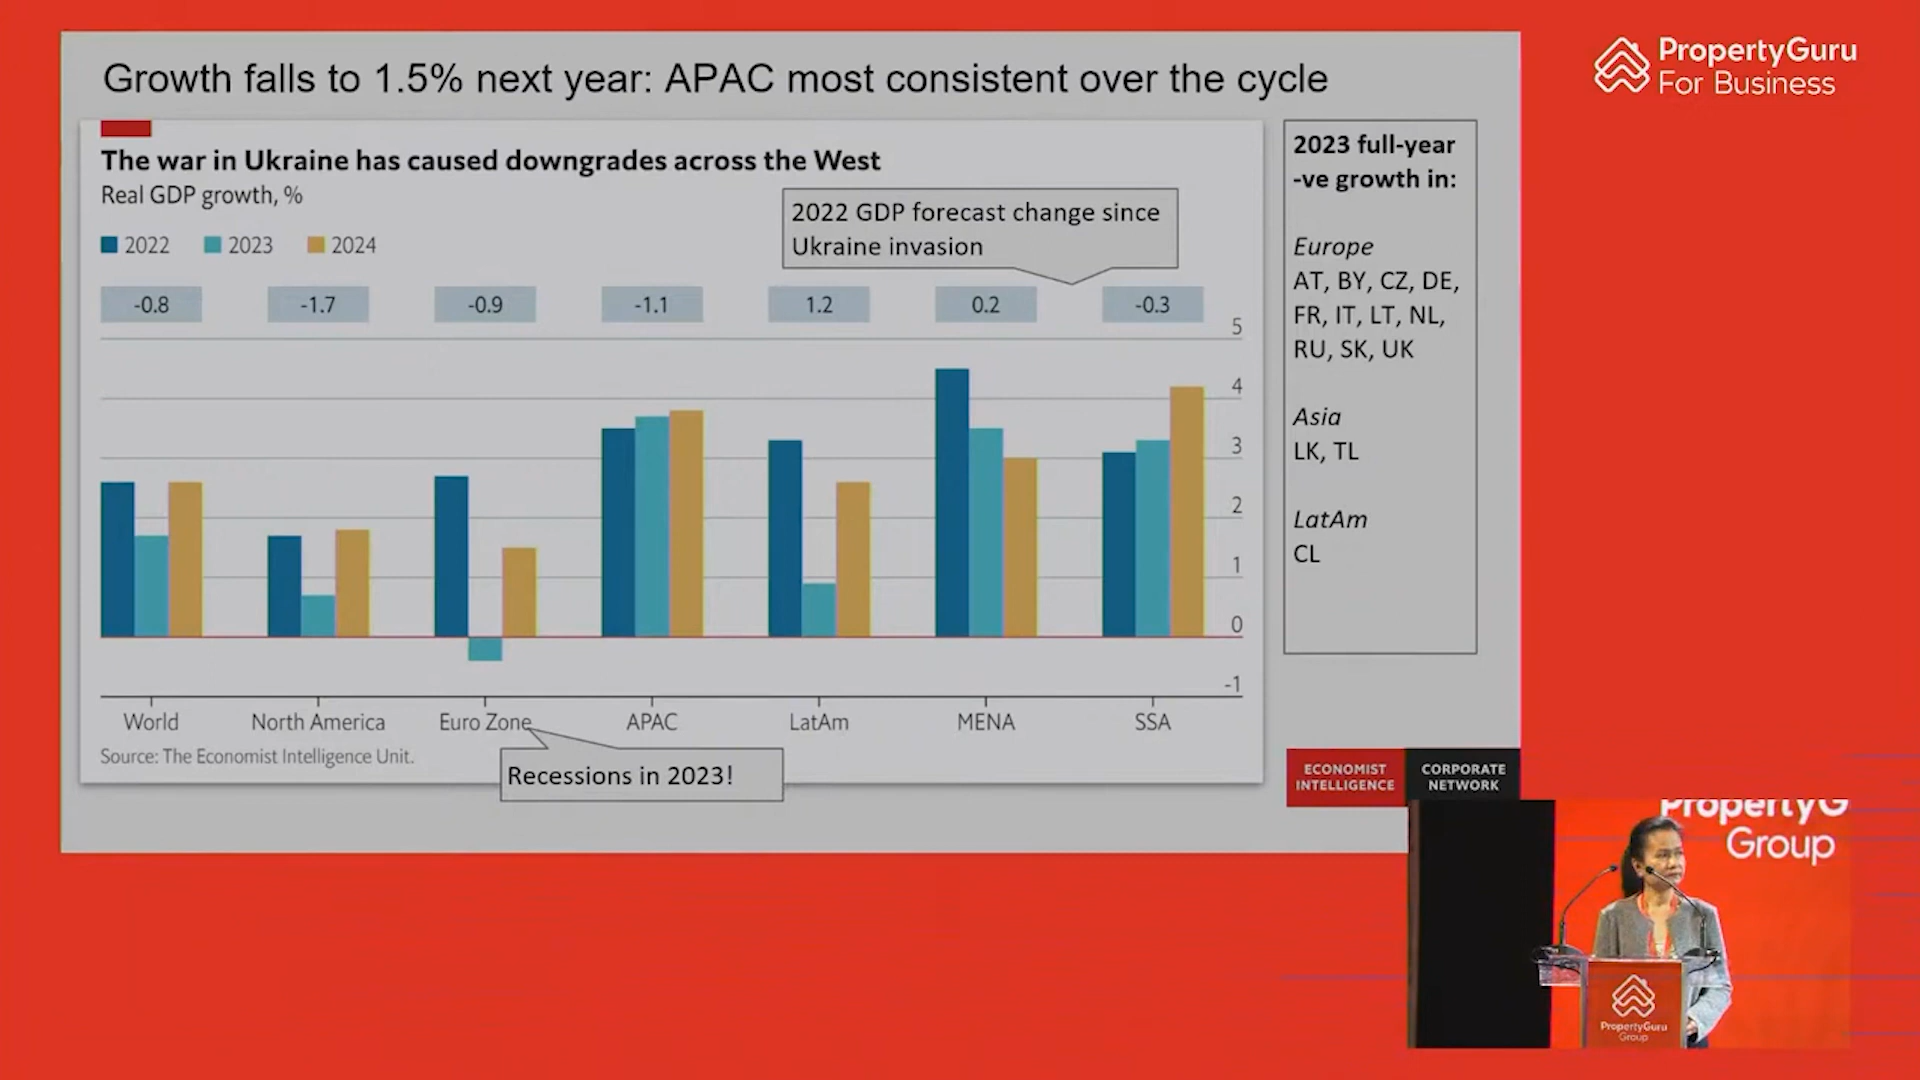 PropertyGuru
For Business
Growth falls to 1.5% next year: APAC most consistent over the cycle
The war in Ukraine has caused downgrades across the West
Real GDP growth, %
2022 2023 2024
2022 GDP forecast change since
Ukraine invasion
-0.8 -1.7 -0.9 -1.1 1.2 0.2 -0.3
5
4
3
2
1
0
-1
World North America Euro Zone APAC LatAm MENA SSA
Source: The Economist Intelligence Unit.
Recessions in 2023!
2023 full-year
-ve growth in:
Europe
AT, BY, CZ, DE,
FR, IT, LT, NL,
RU, SK, UK
Asia
LK, TL
LatAm
CL
ECONOMIST
INTELLIGENCE
CORPORATE
NETWORK
PropertyG
Group
PropertyGuru
Group